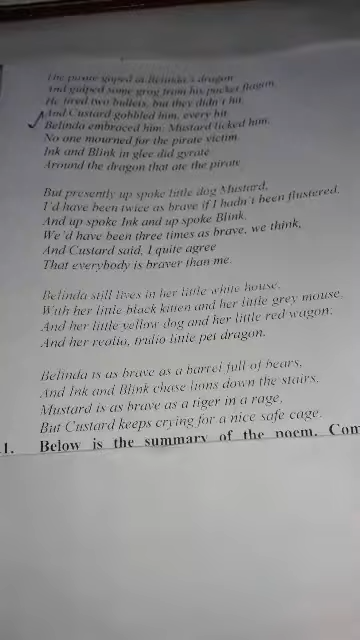 The pirate gaped at Belinda's dragon
And gulped some grog from his pocket flagon,
He fired two bullets, but they didn't hit,
And Custard gobbled him, every bit.
Belinda embraced him; Mustard licked him,
No one mourned for the pirate victim.
Ink and Blink in glee did gyrate
Around the dragon that ate the pirate
But presently up spoke little dog Mustard,
I'd have been twice as brave if I hadn't been flustered.
And up spoke Ink and up spoke Blink,
We'd have been three times as brave, we think,
And Custard said, I quite agree
That everybody is braver than me.
Belinda still lives in her little white house,
With her little black kitten and her little grey mouse,
And her little yellow dog and her little red wagon,
And her realio, trulio little pet dragon.
Belinda is as brave as a barrel full of bears,
And Ink and Blink chase lions down the stairs,
Mustard is as brave as a tiger in a rage,
But Custard keeps crying for a nice safe cage.
1. Below is the summary of the poem. Com